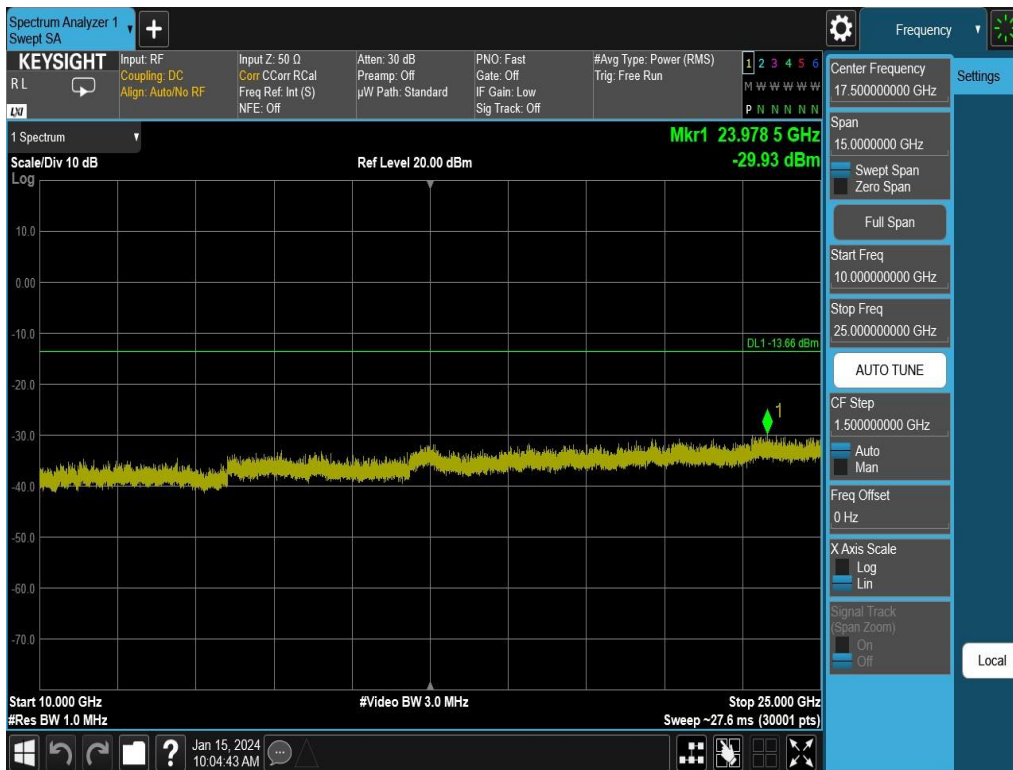 Spectrum Analyzer 1
Swept SA
Frequency
KEYSIGHT
R L
LXI
Input: RF
Coupling: DC
Align: Auto/No RF
Input Z: 50 Ω
Corr CCorr RCal
Freq Ref: Int (S)
NFE: Off
Atten: 30 dB
Preamp: Off
µW Path: Standard
PNO: Fast
Gate: Off
IF Gain: Low
Sig Track: Off
#Avg Type: Power (RMS)
Trig: Free Run
1 2 3 4 5 6
M W W W W W
P N N N N N
1 Spectrum
Mkr1 23.978 5 GHz
Scale/Div 10 dB
Ref Level 20.00 dBm
-29.93 dBm
Log
10.0
0.00
-10.0
DL1 -13.66 dBm
-20.0
1
-30.0
-40.0
-50.0
-60.0
-70.0
Start 10.000 GHz
#Video BW 3.0 MHz
Stop 25.000 GHz
#Res BW 1.0 MHz
Sweep ~27.6 ms (30001 pts)
Center Frequency
17.500000000 GHz
Settings
Span
15.0000000 GHz
Swept Span
Zero Span
Full Span
Start Freq
10.000000000 GHz
Stop Freq
25.000000000 GHz
AUTO TUNE
CF Step
1.500000000 GHz
Auto
Man
Freq Offset
0 Hz
X Axis Scale
Log
Lin
Signal Track
(Span Zoom)
On
Off
Local
?
Jan 15, 2024
10:04:43 AM